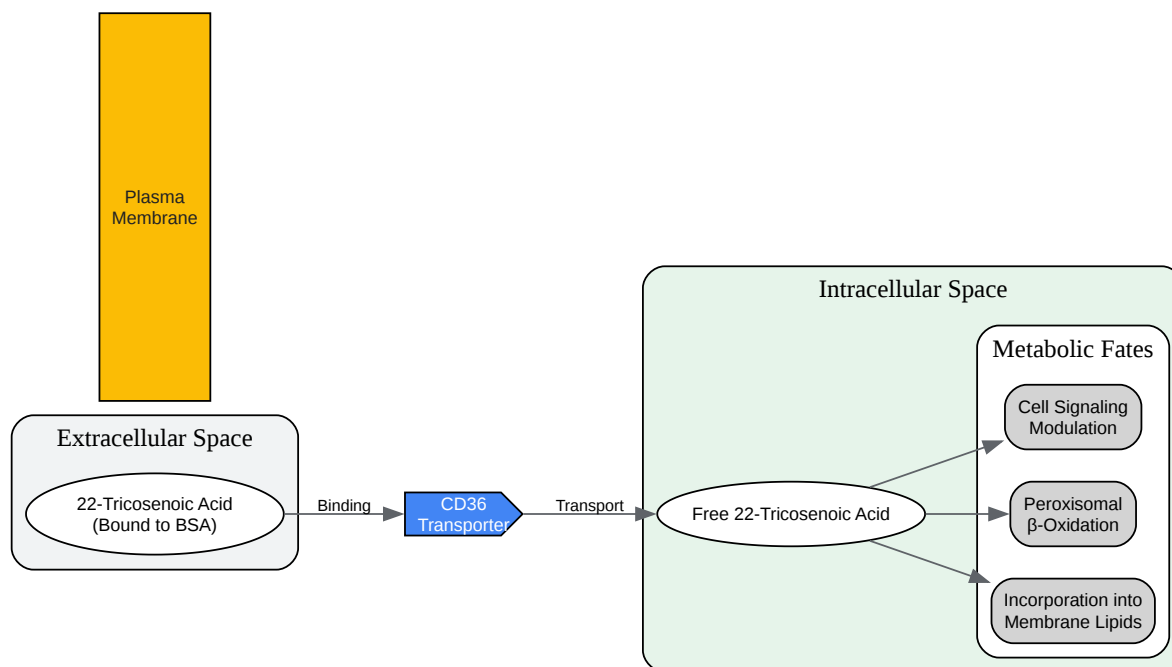 Plasma
Membrane
Extracellular Space
22-Tricosenoic Acid
(Bound to BSA)
Binding
CD36
Transporter
Transport
Intracellular Space
Free 22-Tricosenoic Acid
Metabolic Fates
Cell Signaling
Modulation
Peroxisomal
β-Oxidation
Incorporation into
Membrane Lipids